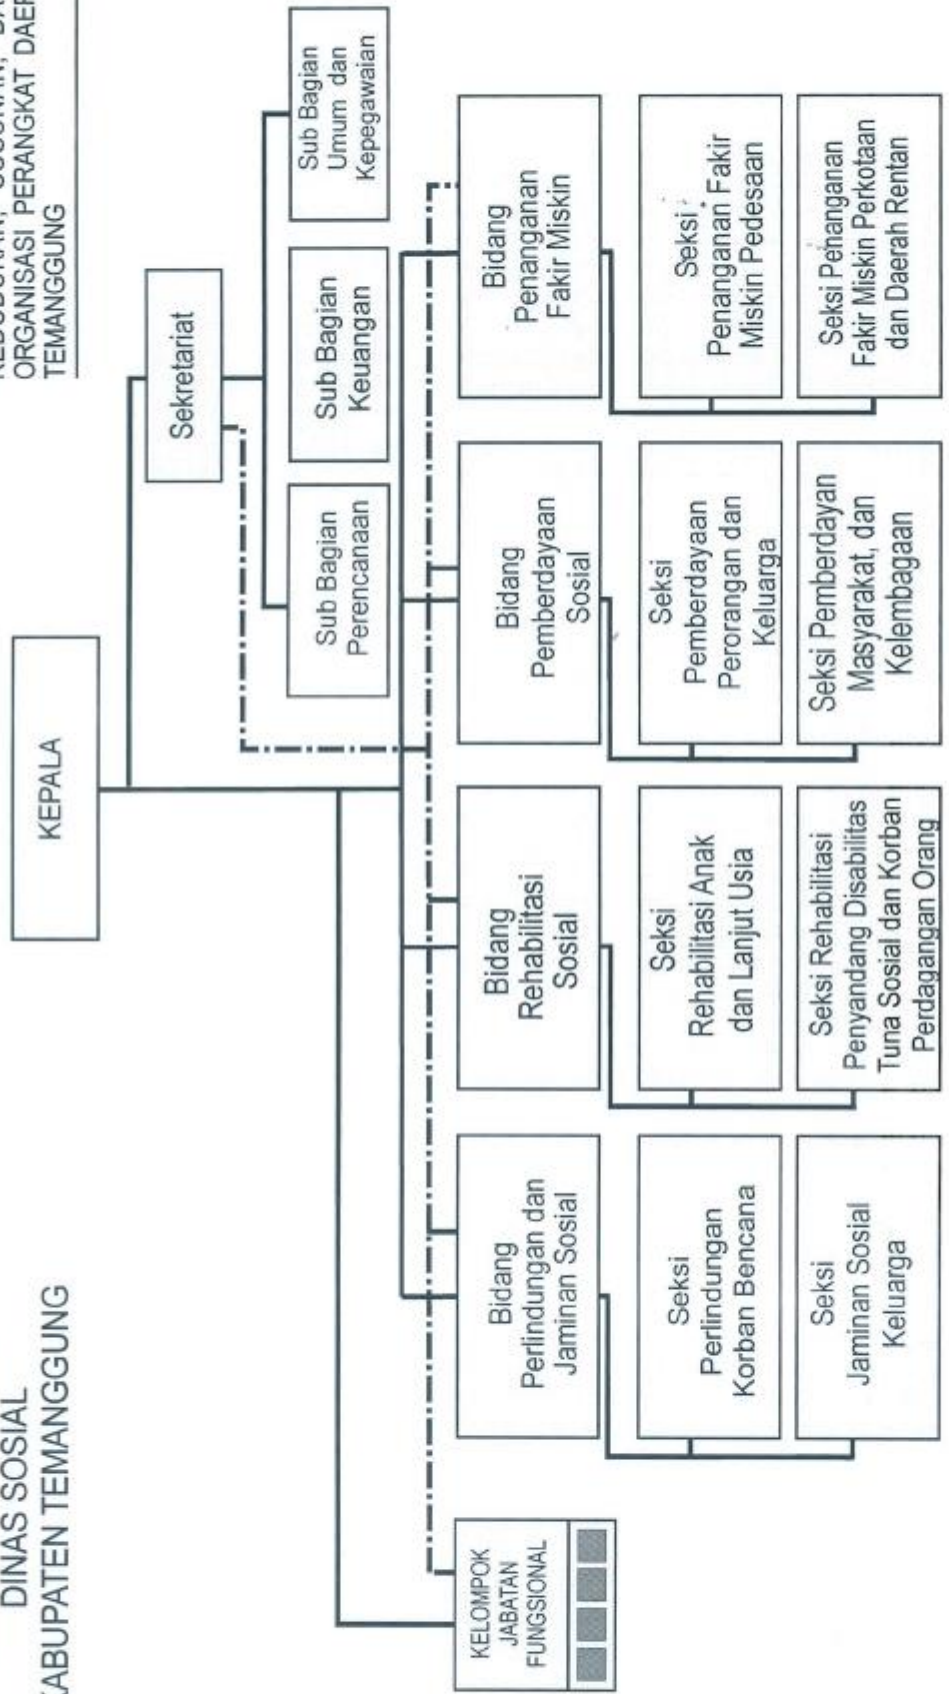 DINAS SOSIAL
KABUPATEN TEMANGGUNG
ORGANISASI PERANGKAT
TEMANGGUNG
KEPALA
Sekretariat
Sub Bagian
Perencanaan
Sub Bagian
Keuangan
Sub Bagian
Umum dan
Kepegawaian
KELOMPOK
JABATAN
FUNGSIONAL
Bidang
Perlindungan dan
Jaminan Sosial
Bidang
Rehabilitasi
Sosial
Bidang
Pemberdayaan
Sosial
Bidang
Penanganan
Fakir Miskin
Seksi
Perlindungan
Korban Bencana
Seksi
Rehabilitasi Anak
dan Lanjut Usia
Seksi
Pemberdayaan
Perorangan dan
Keluarga
Seksi
Penanganan Fakir
Miskin Pedesaan
Seksi
Jaminan Sosial
Keluarga
Seksi Rehabilitasi
Penyandang Disabilitas
Tuna Sosial dan Korban
Perdagangan Orang
Seksi Pemberdayan
Masyarakat, dan
Kelembagaan
Seksi Penanganan
Fakir Miskin Perkotaan
dan Daerah Rentan